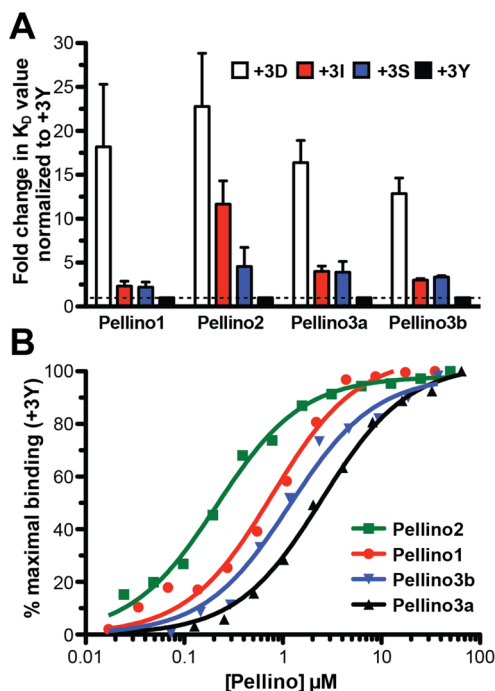 A
Fold change in KD value
normalized to +3Y
30
25
20
15
10
5
0
+3D +3I +3S +3Y
Pellino1 Pellino2 Pellino3a Pellino3b
B
% maximal binding (+3Y)
100
80
60
40
20
0
Pellino2
Pellino1
Pellino3b
Pellino3a
0.01 0.1 1 10 100
[Pellino] µM